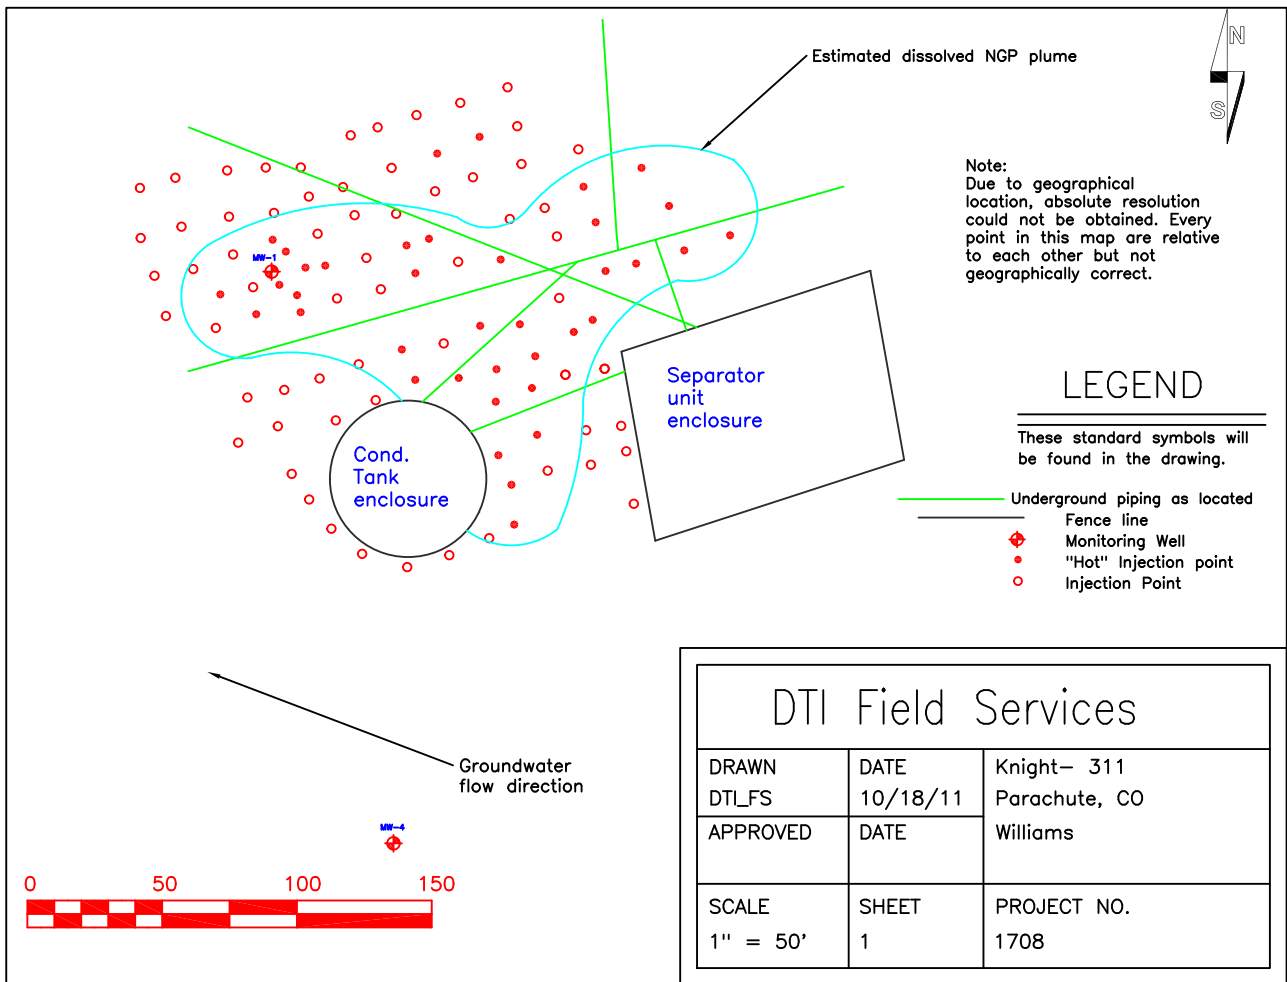 Estimated dissolved NGP plume
N
S
Note:
Due to geographical
location, absolute resolution
could not be obtained. Every
point in this map are relative
to each other but not
geographically correct.
MW-1
Separator
unit
enclosure
Cond.
Tank
enclosure
LEGEND
These standard symbols will
be found in the drawing.
Underground piping as located
Fence line
Monitoring Well
"Hot" Injection point
Injection Point
Groundwater
flow direction
MW-4
0 50 100 150
DTI Field Services
DRAWN DATE Knight- 311
DTI_FS 10/18/11 Parachute, CO
APPROVED DATE Williams
SCALE SHEET PROJECT NO.
1" = 50' 1 1708